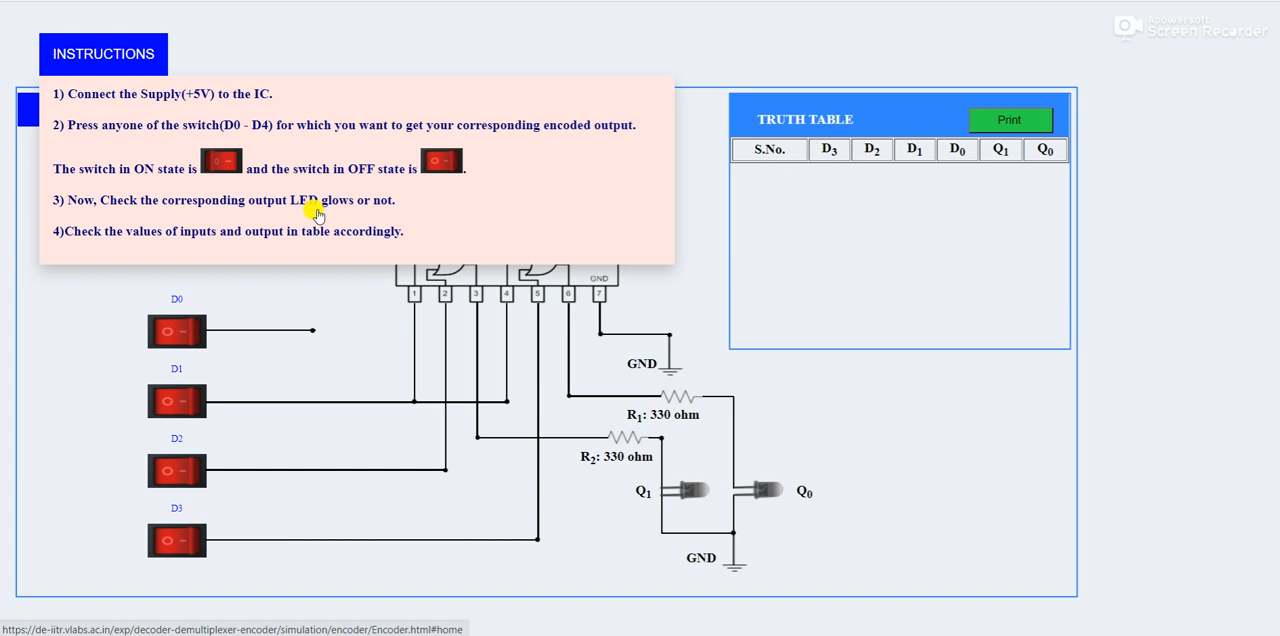 Apowersoft
Screen Recorder
INSTRUCTIONS
1) Connect the Supply(+5V) to the IC.
2) Press anyone of the switch(D0 - D4) for which you want to get your corresponding encoded output.
The switch in ON state is and the switch in OFF state is .
3) Now, Check the corresponding output LED glows or not.
4)Check the values of inputs and output in table accordingly.
TRUTH TABLE Print
S.No. D3 D2 D1 D0 Q1 Q0
GND
1 2 3 4 5 6 7
D0
D1
D2
D3
GND
R1: 330 ohm
R2: 330 ohm
Q1 Q0
GND
https://de-iitr.vlabs.ac.in/exp/decoder-demultiplexer-encoder/simulation/encoder/Encoder.html#home